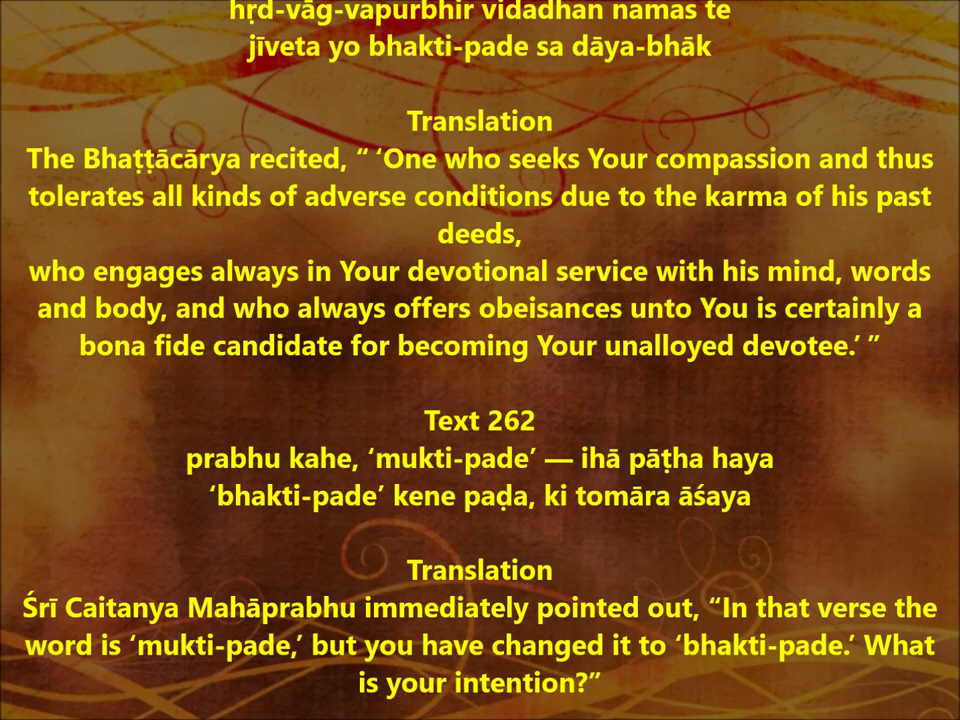 hṛd-vāg-vapurbhir vidadhan namas te
jīveta yo bhakti-pade sa dāya-bhāk
Translation
The Bhaṭṭācārya recited, “ ‘One who seeks Your compassion and thus
tolerates all kinds of adverse conditions due to the karma of his past
deeds,
who engages always in Your devotional service with his mind, words
and body, and who always offers obeisances unto You is certainly a
bona fide candidate for becoming Your unalloyed devotee.’ ”
Text 262
prabhu kahe, ‘mukti-pade’ — ihā pāṭha haya
‘bhakti-pade’ kene paḍa, ki tomāra āśaya
Translation
Śrī Caitanya Mahāprabhu immediately pointed out, “In that verse the
word is ‘mukti-pade,’ but you have changed it to ‘bhakti-pade.’ What
is your intention?”